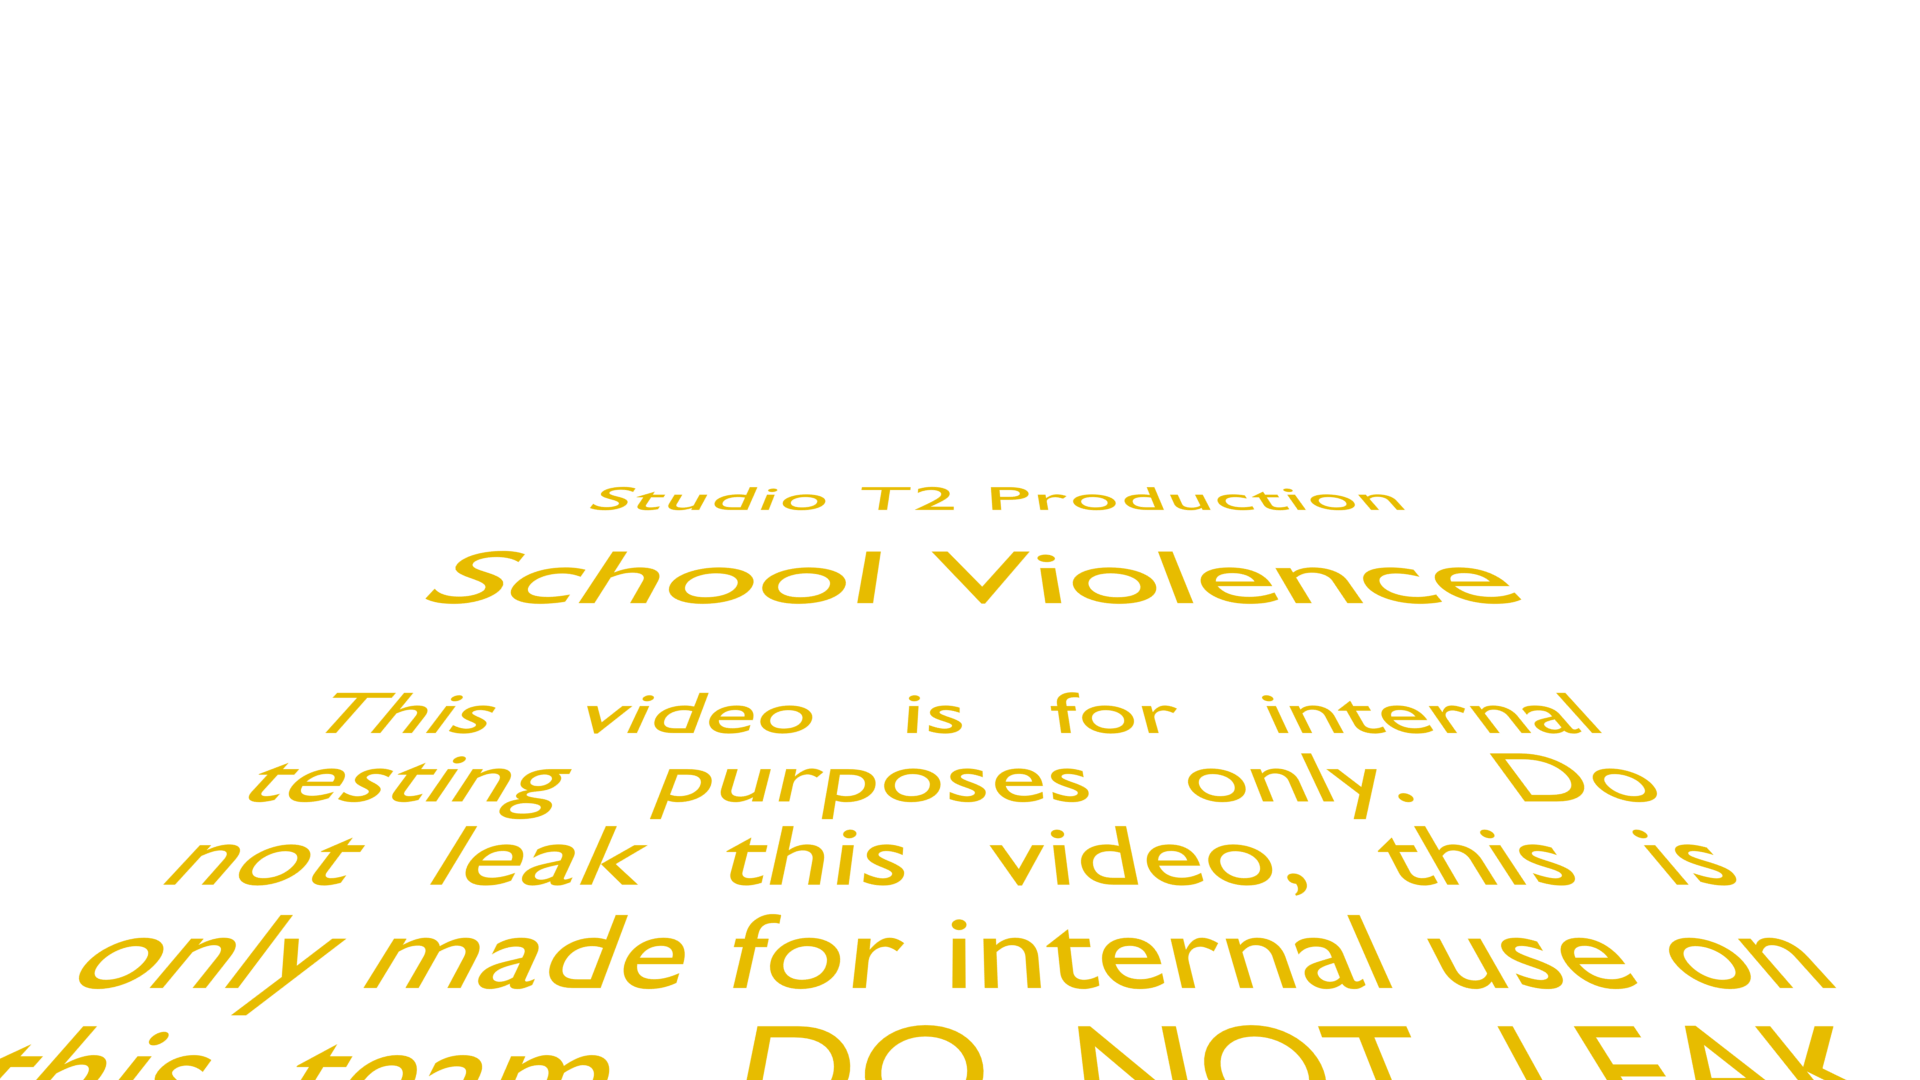 Studio T2 Production
School Violence
This video is for internal
testing purposes only. Do
not leak this video, this is
only made for internal use on
this team. DO NOT LEAK